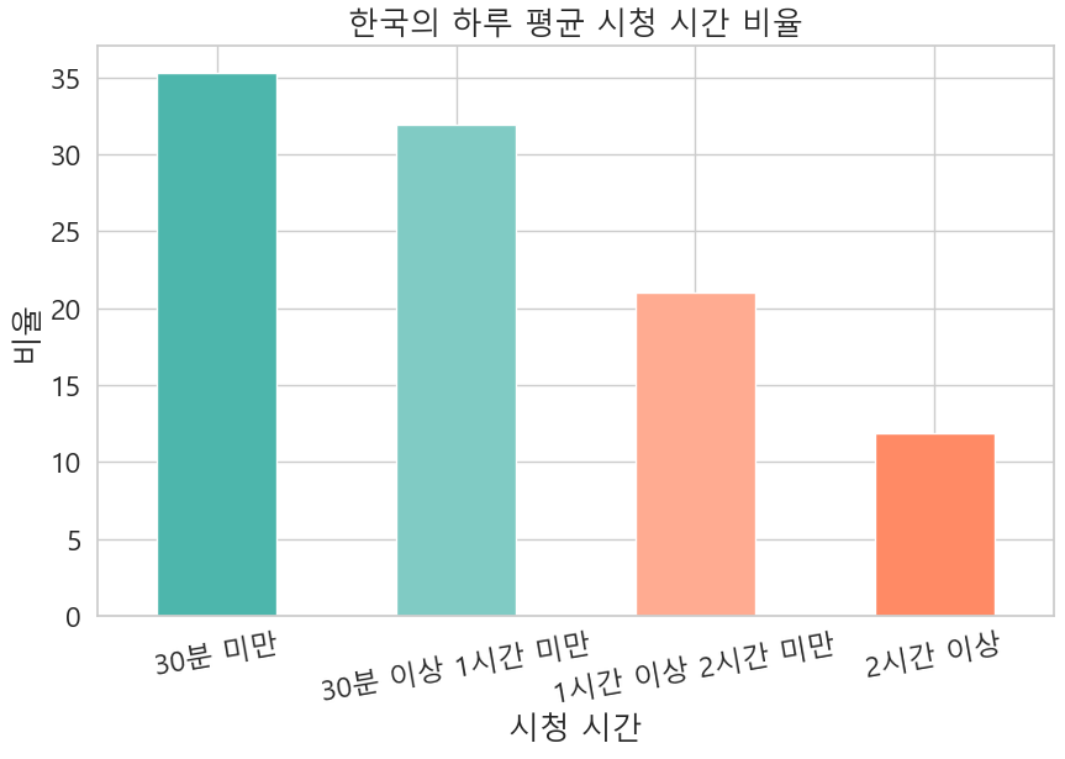 한국의 하루 평균 시청 시간 비율
비율
35
30
25
20
15
10
5
0
30분 미만
30분 이상 1시간 미만
1시간 이상 2시간 미만
2시간 이상
시청 시간